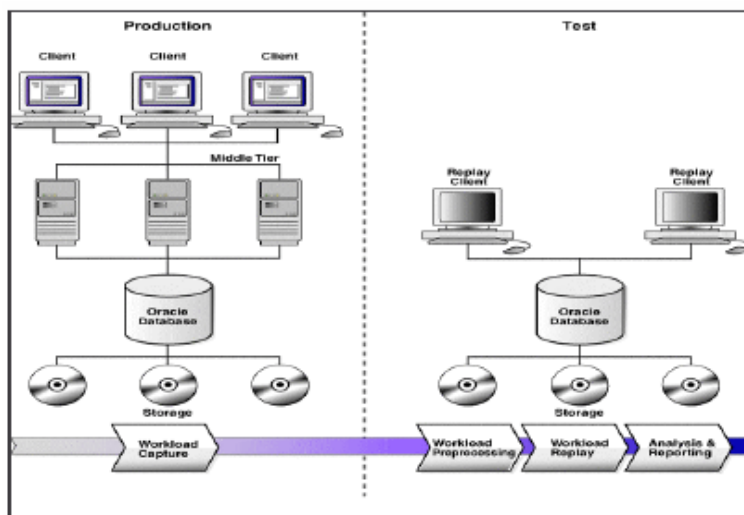 Production
Test
Client
Client
Client
Middle Tier
Replay
Client
Replay
Client
Oracle
Database
Oracle
Database
Storage
Storage
Workload
Capture
Workload
Preprocessing
Workload
Replay
Analysis &
Reporting